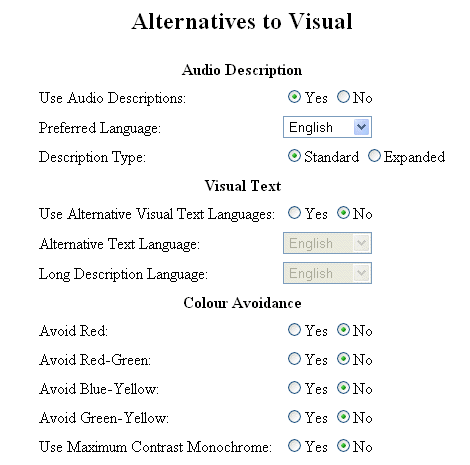 Alternatives to Visual
Audio Description
Use Audio Descriptions: Yes No
Preferred Language: English
Description Type: Standard Expanded
Visual Text
Use Alternative Visual Text Languages: Yes No
Alternative Text Language: English
Long Description Language: English
Colour Avoidance
Avoid Red: Yes No
Avoid Red-Green: Yes No
Avoid Blue-Yellow: Yes No
Avoid Green-Yellow: Yes No
Use Maximum Contrast Monochrome: Yes No